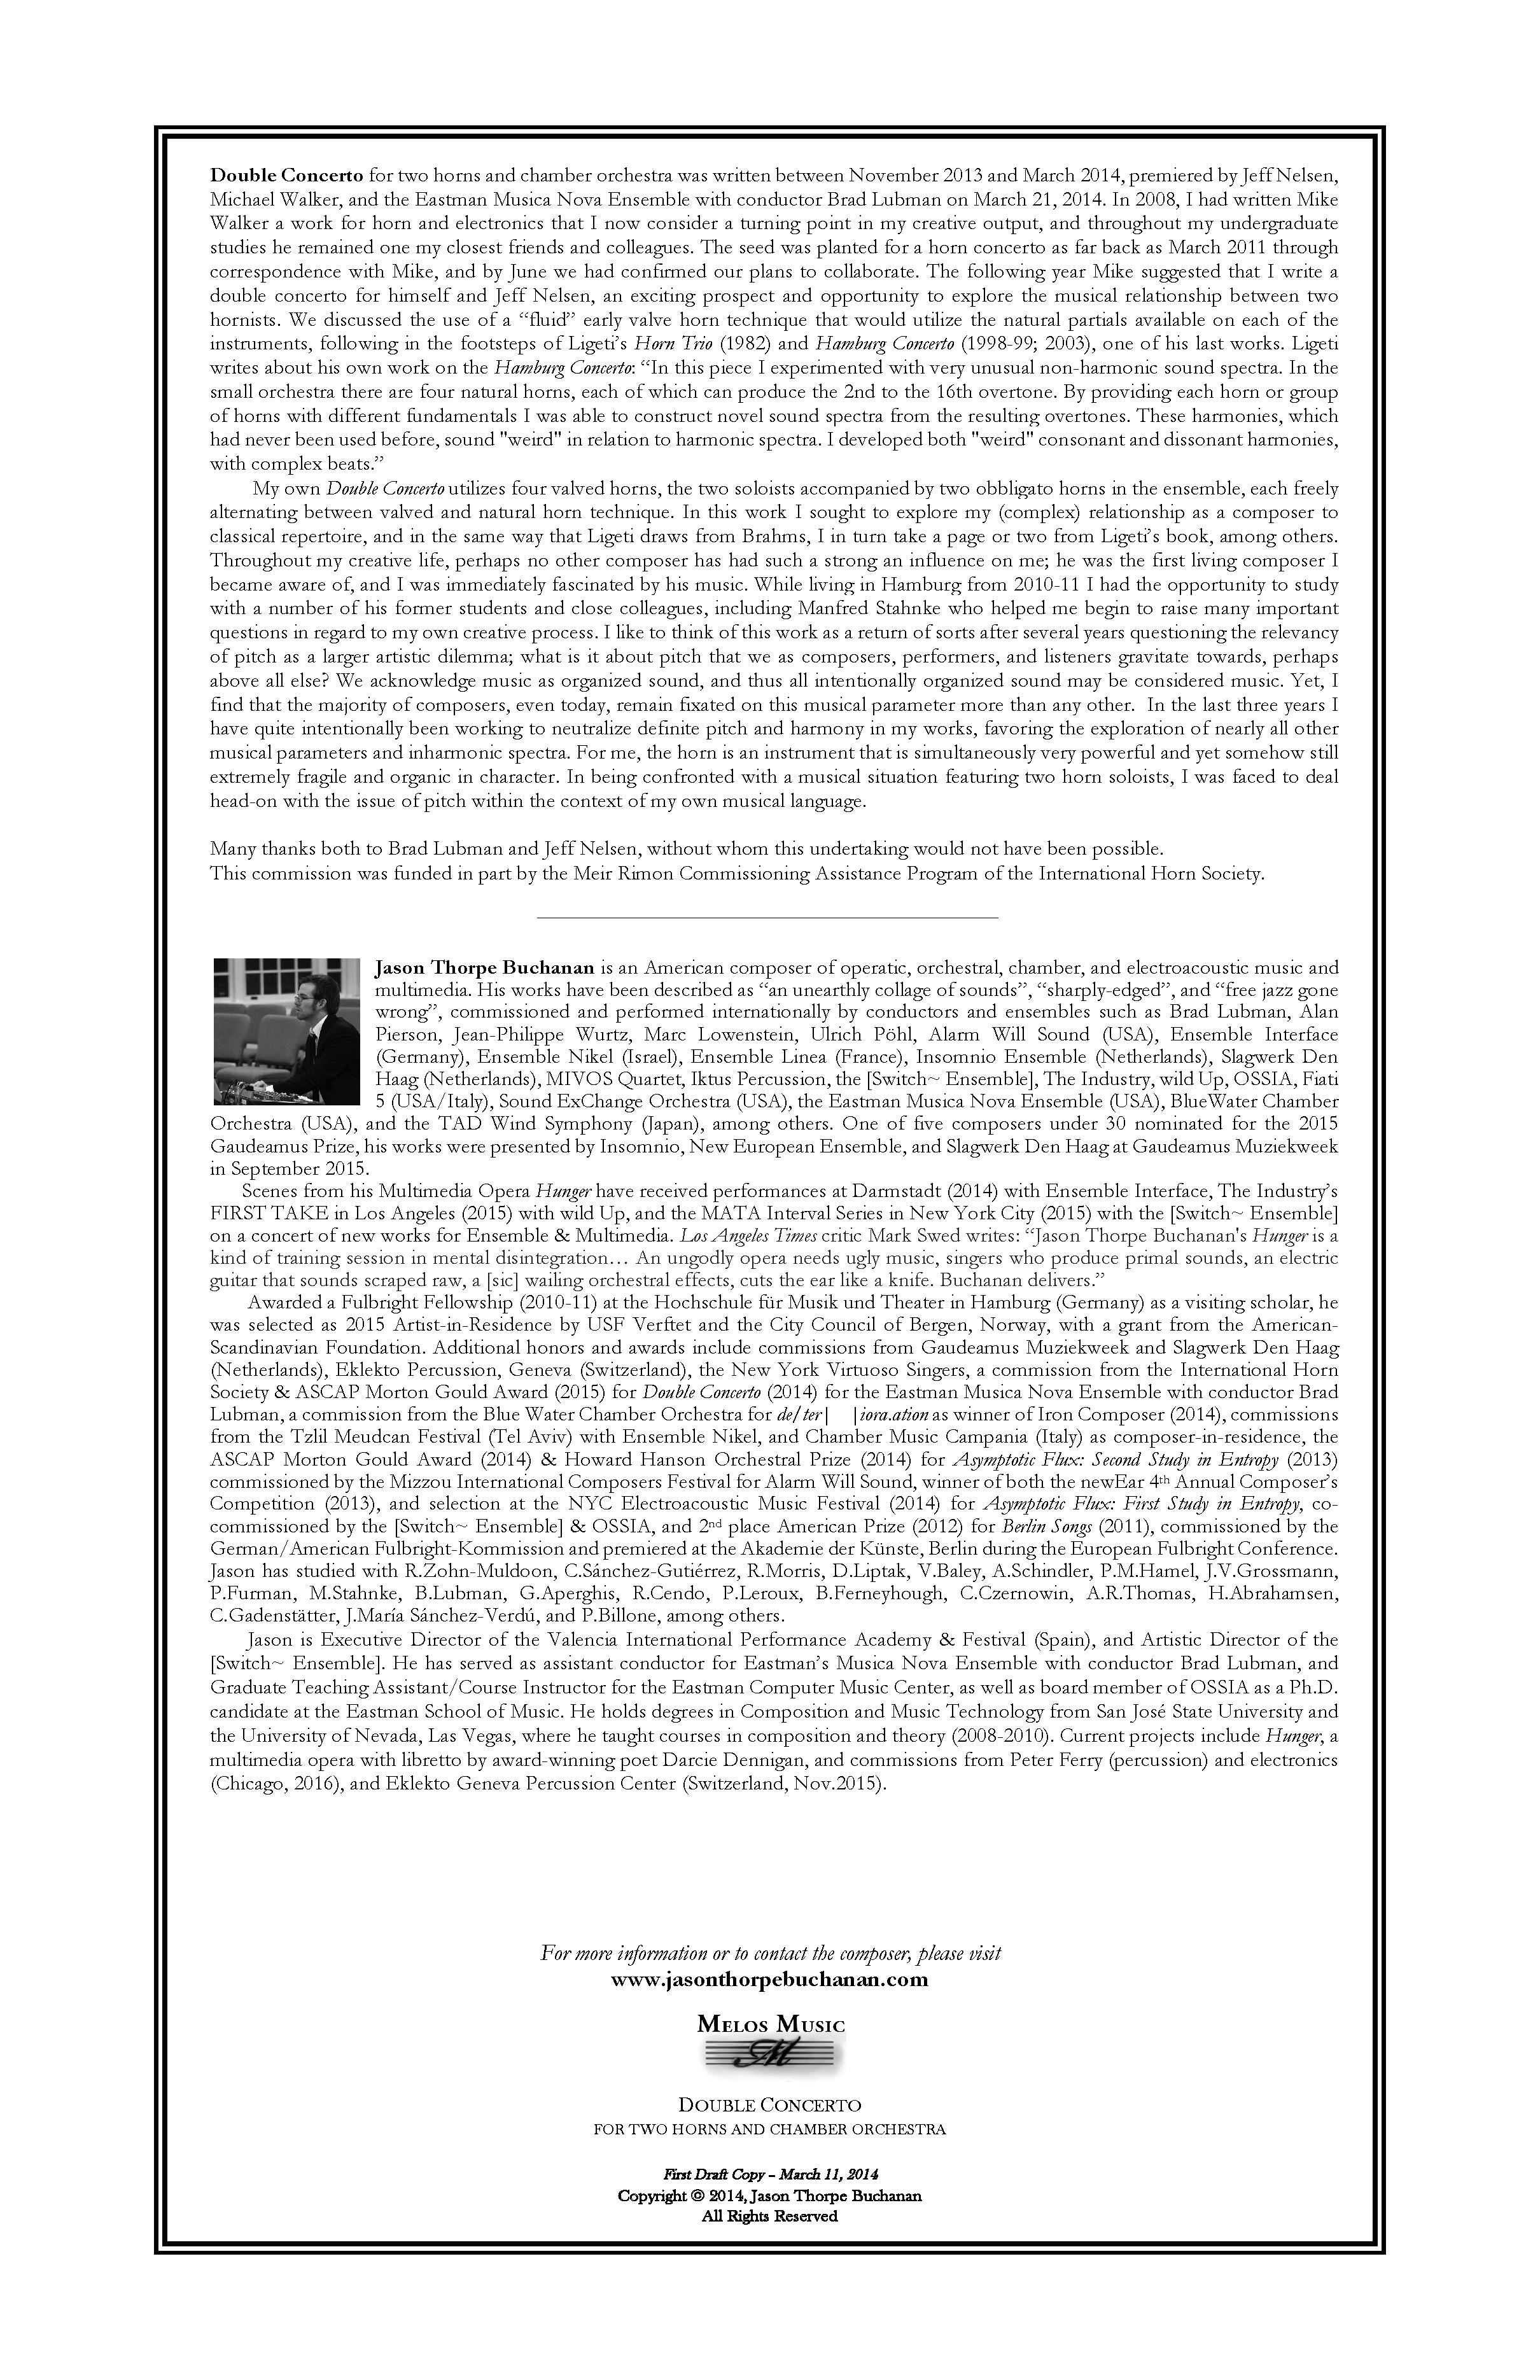 Double Concerto for two horns and chamber orchestra was written between November 2013 and March 2014, premiered by Jeff Nelsen,
Michael Walker, and the Eastman Musica Nova Ensemble with conductor Brad Lubman on March 21, 2014. In 2008, I had written Mike
Walker a work for horn and electronics that I now consider a turning point in my creative output, and throughout my undergraduate
studies he remained one my closest friends and colleagues. The seed was planted for a horn concerto as far back as March 2011 through
correspondence with Mike, and by June we had confirmed our plans to collaborate. The following year Mike suggested that I write a
double concerto for himself and Jeff Nelsen, an exciting prospect and opportunity to explore the musical relationship between two
hornists. We discussed the use of a “fluid” early valve horn technique that would utilize the natural partials available on each of the
instruments, following in the footsteps of Ligeti’s Horn Trio (1982) and Hamburg Concerto (1998-99; 2003), one of his last works. Ligeti
writes about his own work on the Hamburg Concerto: “In this piece I experimented with very unusual non-harmonic sound spectra. In the
small orchestra there are four natural horns, each of which can produce the 2nd to the 16th overtone. By providing each horn or group
of horns with different fundamentals I was able to construct novel sound spectra from the resulting overtones. These harmonies, which
had never been used before, sound "weird" in relation to harmonic spectra. I developed both "weird" consonant and dissonant harmonies,
with complex beats.”
My own Double Concerto utilizes four valved horns, the two soloists accompanied by two obbligato horns in the ensemble, each freely
alternating between valved and natural horn technique. In this work I sought to explore my (complex) relationship as a composer to
classical repertoire, and in the same way that Ligeti draws from Brahms, I in turn take a page or two from Ligeti’s book, among others.
Throughout my creative life, perhaps no other composer has had such a strong an influence on me; he was the first living composer I
became aware of, and I was immediately fascinated by his music. While living in Hamburg from 2010-11 I had the opportunity to study
with a number of his former students and close colleagues, including Manfred Stahnke who helped me begin to raise many important
questions in regard to my own creative process. I like to think of this work as a return of sorts after several years questioning the relevancy
of pitch as a larger artistic dilemma; what is it about pitch that we as composers, performers, and listeners gravitate towards, perhaps
above all else? We acknowledge music as organized sound, and thus all intentionally organized sound may be considered music. Yet, I
find that the majority of composers, even today, remain fixated on this musical parameter more than any other. In the last three years I
have quite intentionally been working to neutralize definite pitch and harmony in my works, favoring the exploration of nearly all other
musical parameters and inharmonic spectra. For me, the horn is an instrument that is simultaneously very powerful and yet somehow still
extremely fragile and organic in character. In being confronted with a musical situation featuring two horn soloists, I was faced to deal
head-on with the issue of pitch within the context of my own musical language.
Many thanks both to Brad Lubman and Jeff Nelsen, without whom this undertaking would not have been possible.
This commission was funded in part by the Meir Rimon Commissioning Assistance Program of the International Horn Society.
Jason Thorpe Buchanan is an American composer of operatic, orchestral, chamber, and electroacoustic music and
multimedia. His works have been described as “an unearthly collage of sounds”, “sharply-edged”, and “free jazz gone
wrong”, commissioned and performed internationally by conductors and ensembles such as Brad Lubman, Alan
Pierson, Jean-Philippe Wurtz, Marc Lowenstein, Ulrich Pöhl, Alarm Will Sound (USA), Ensemble Interface
(Germany), Ensemble Nikel (Israel), Ensemble Linea (France), Insomnio Ensemble (Netherlands), Slagwerk Den
Haag (Netherlands), MIVOS Quartet, Iktus Percussion, the [Switch~ Ensemble], The Industry, wild Up, OSSIA, Fiati
5 (USA/Italy), Sound ExChange Orchestra (USA), the Eastman Musica Nova Ensemble (USA), BlueWater Chamber
Orchestra (USA), and the TAD Wind Symphony (Japan), among others. One of five composers under 30 nominated for the 2015
Gaudeamus Prize, his works were presented by Insomnio, New European Ensemble, and Slagwerk Den Haag at Gaudeamus Muziekweek
in September 2015.
Scenes from his Multimedia Opera Hunger have received performances at Darmstadt (2014) with Ensemble Interface, The Industry’s
FIRST TAKE in Los Angeles (2015) with wild Up, and the MATA Interval Series in New York City (2015) with the [Switch~ Ensemble]
on a concert of new works for Ensemble & Multimedia. Los Angeles Times critic Mark Swed writes: “Jason Thorpe Buchanan's Hunger is a
kind of training session in mental disintegration… An ungodly opera needs ugly music, singers who produce primal sounds, an electric
guitar that sounds scraped raw, a [sic] wailing orchestral effects, cuts the ear like a knife. Buchanan delivers.”
Awarded a Fulbright Fellowship (2010-11) at the Hochschule für Musik und Theater in Hamburg (Germany) as a visiting scholar, he
was selected as 2015 Artist-in-Residence by USF Verftet and the City Council of Bergen, Norway, with a grant from the American-
Scandinavian Foundation. Additional honors and awards include commissions from Gaudeamus Muziekweek and Slagwerk Den Haag
(Netherlands), Eklekto Percussion, Geneva (Switzerland), the New York Virtuoso Singers, a commission from the International Horn
Society & ASCAP Morton Gould Award (2015) for Double Concerto (2014) for the Eastman Musica Nova Ensemble with conductor Brad
Lubman, a commission from the Blue Water Chamber Orchestra for de/ter| |iora.ation as winner of Iron Composer (2014), commissions
from the Tzlil Meudcan Festival (Tel Aviv) with Ensemble Nikel, and Chamber Music Campania (Italy) as composer-in-residence, the
ASCAP Morton Gould Award (2014) & Howard Hanson Orchestral Prize (2014) for Asymptotic Flux: Second Study in Entropy (2013)
commissioned by the Mizzou International Composers Festival for Alarm Will Sound, winner of both the newEar 4th Annual Composer’s
Competition (2013), and selection at the NYC Electroacoustic Music Festival (2014) for Asymptotic Flux: First Study in Entropy, co-
commissioned by the [Switch~ Ensemble] & OSSIA, and 2nd place American Prize (2012) for Berlin Songs (2011), commissioned by the
German/American Fulbright-Kommission and premiered at the Akademie der Künste, Berlin during the European Fulbright Conference.
Jason has studied with R.Zohn-Muldoon, C.Sánchez-Gutiérrez, R.Morris, D.Liptak, V.Baley, A.Schindler, P.M.Hamel, J.V.Grossmann,
P.Furman, M.Stahnke, B.Lubman, G.Aperghis, R.Cendo, P.Leroux, B.Ferneyhough, C.Czernowin, A.R.Thomas, H.Abrahamsen,
C.Gadenstätter, J.María Sánchez-Verdú, and P.Billone, among others.
Jason is Executive Director of the Valencia International Performance Academy & Festival (Spain), and Artistic Director of the
[Switch~ Ensemble]. He has served as assistant conductor for Eastman’s Musica Nova Ensemble with conductor Brad Lubman, and
Graduate Teaching Assistant/Course Instructor for the Eastman Computer Music Center, as well as board member of OSSIA as a Ph.D.
candidate at the Eastman School of Music. He holds degrees in Composition and Music Technology from San José State University and
the University of Nevada, Las Vegas, where he taught courses in composition and theory (2008-2010). Current projects include Hunger, a
multimedia opera with libretto by award-winning poet Darcie Dennigan, and commissions from Peter Ferry (percussion) and electronics
(Chicago, 2016), and Eklekto Geneva Percussion Center (Switzerland, Nov.2015).
For more information or to contact the composer, please visit
www.jasonthorpebuchanan.com
MELOS MUSIC
M
DOUBLE CONCERTO
FOR TWO HORNS AND CHAMBER ORCHESTRA
First Draft Copy – March 11, 2014
Copyright © 2014, Jason Thorpe Buchanan
All Rights Reserved